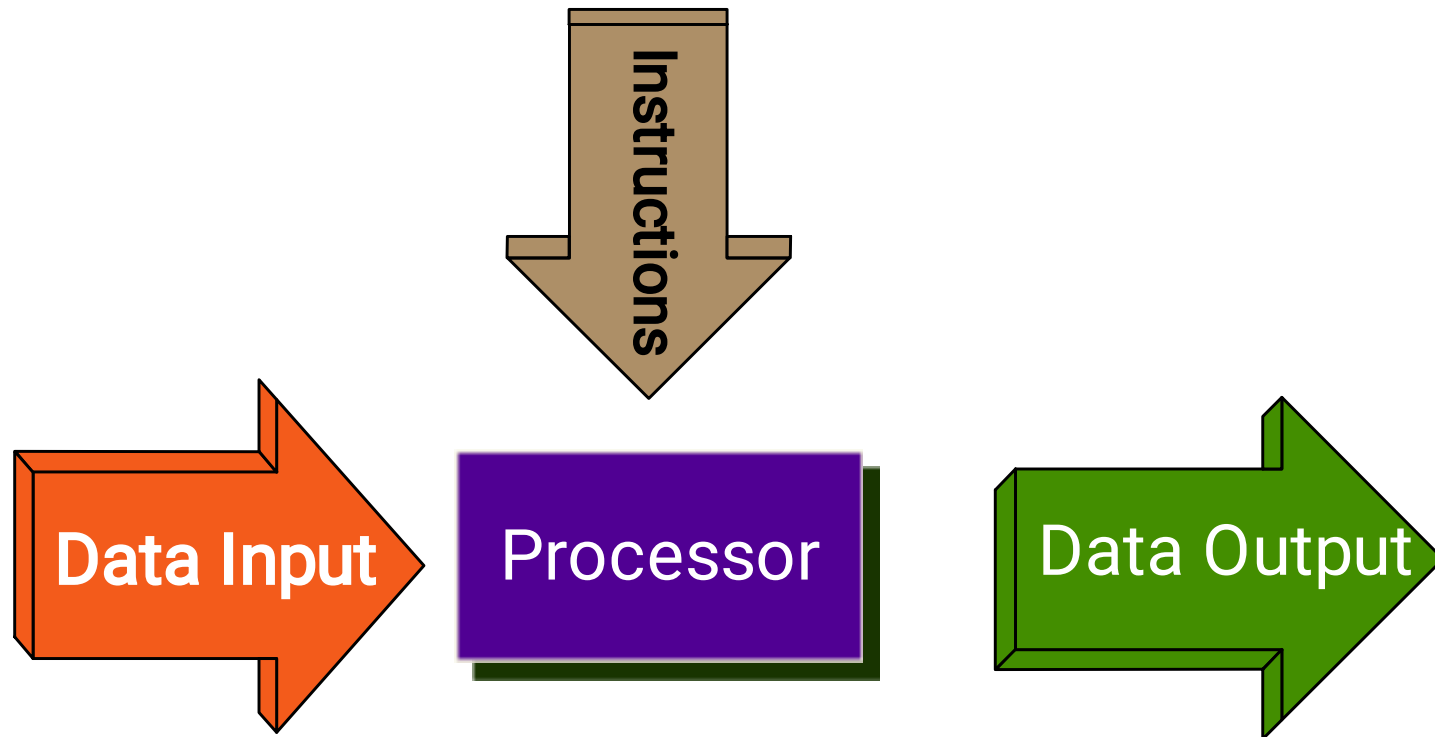 Instructions
Data Input
Processor
Data Output